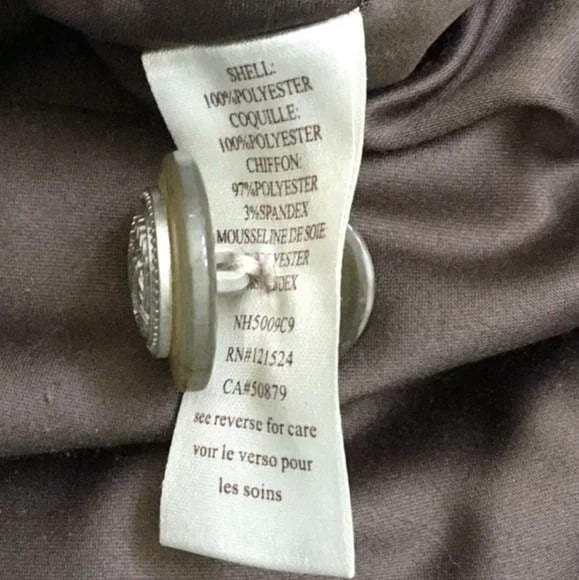 SHELL:
100%POLYESTER
COQUILLE:
100%POLYESTER
CHIFFON:
97%POLYESTER
3%SPANDEX
MOUSSELINE DE SOIE
NH5009C9
RN#121524
CA#50879
see reverse for care
voir le verso pour
les soins